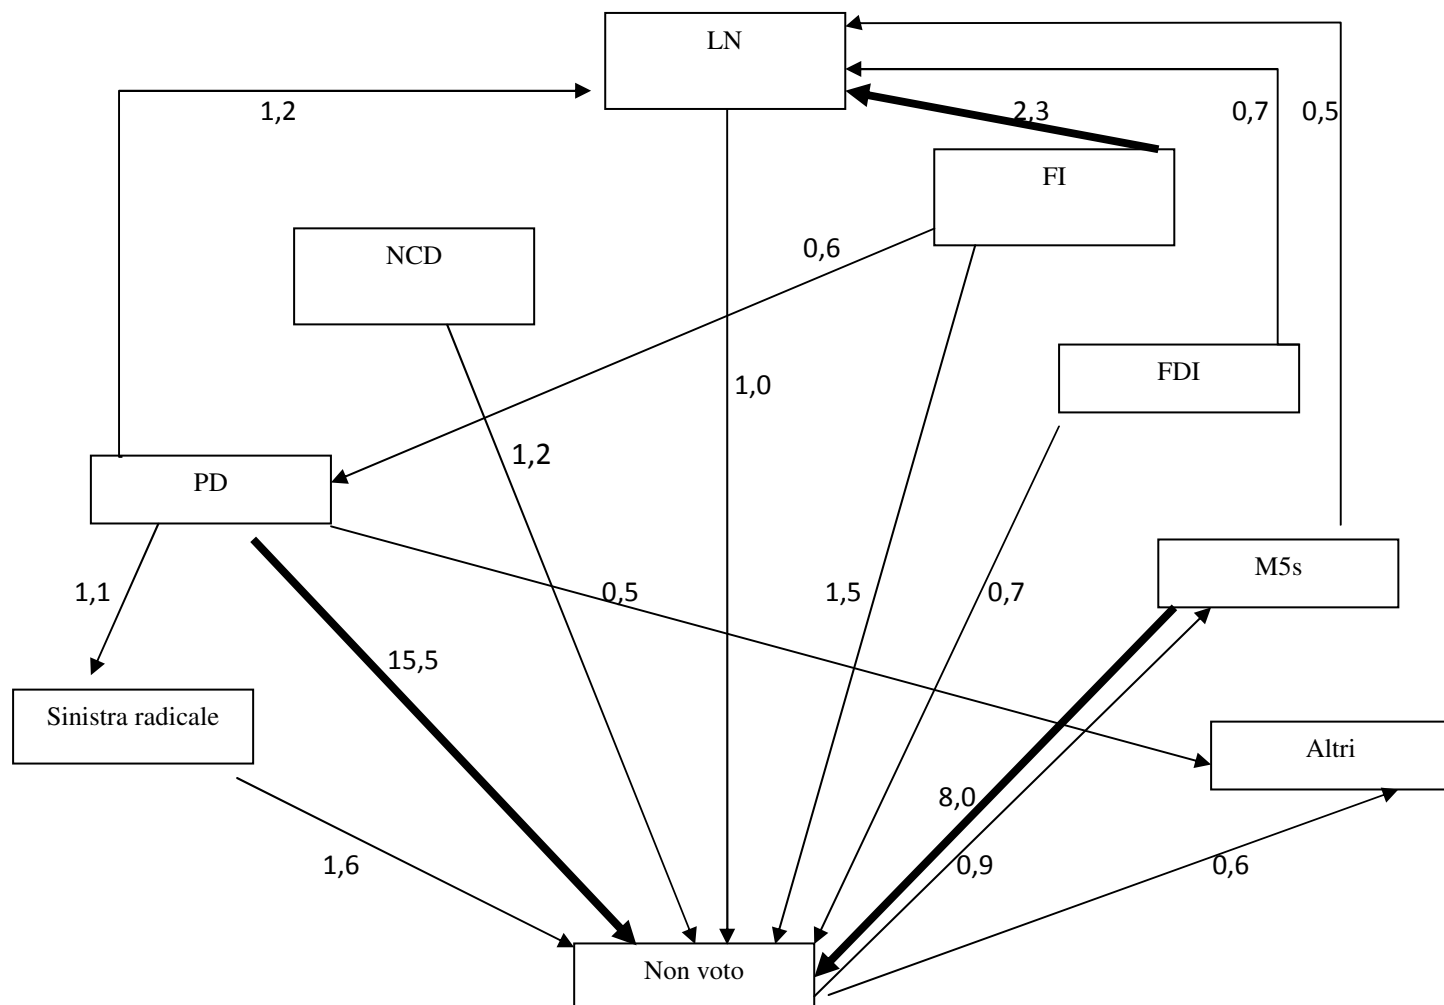 LN
1,2
2,3
0,7
0,5
FI
NCD
0,6
FDI
1,0
1,2
PD
M5s
1,1
0,5
1,5
0,7
15,5
Sinistra radicale
Altri
8,0
1,6
0,9
0,6
Non voto